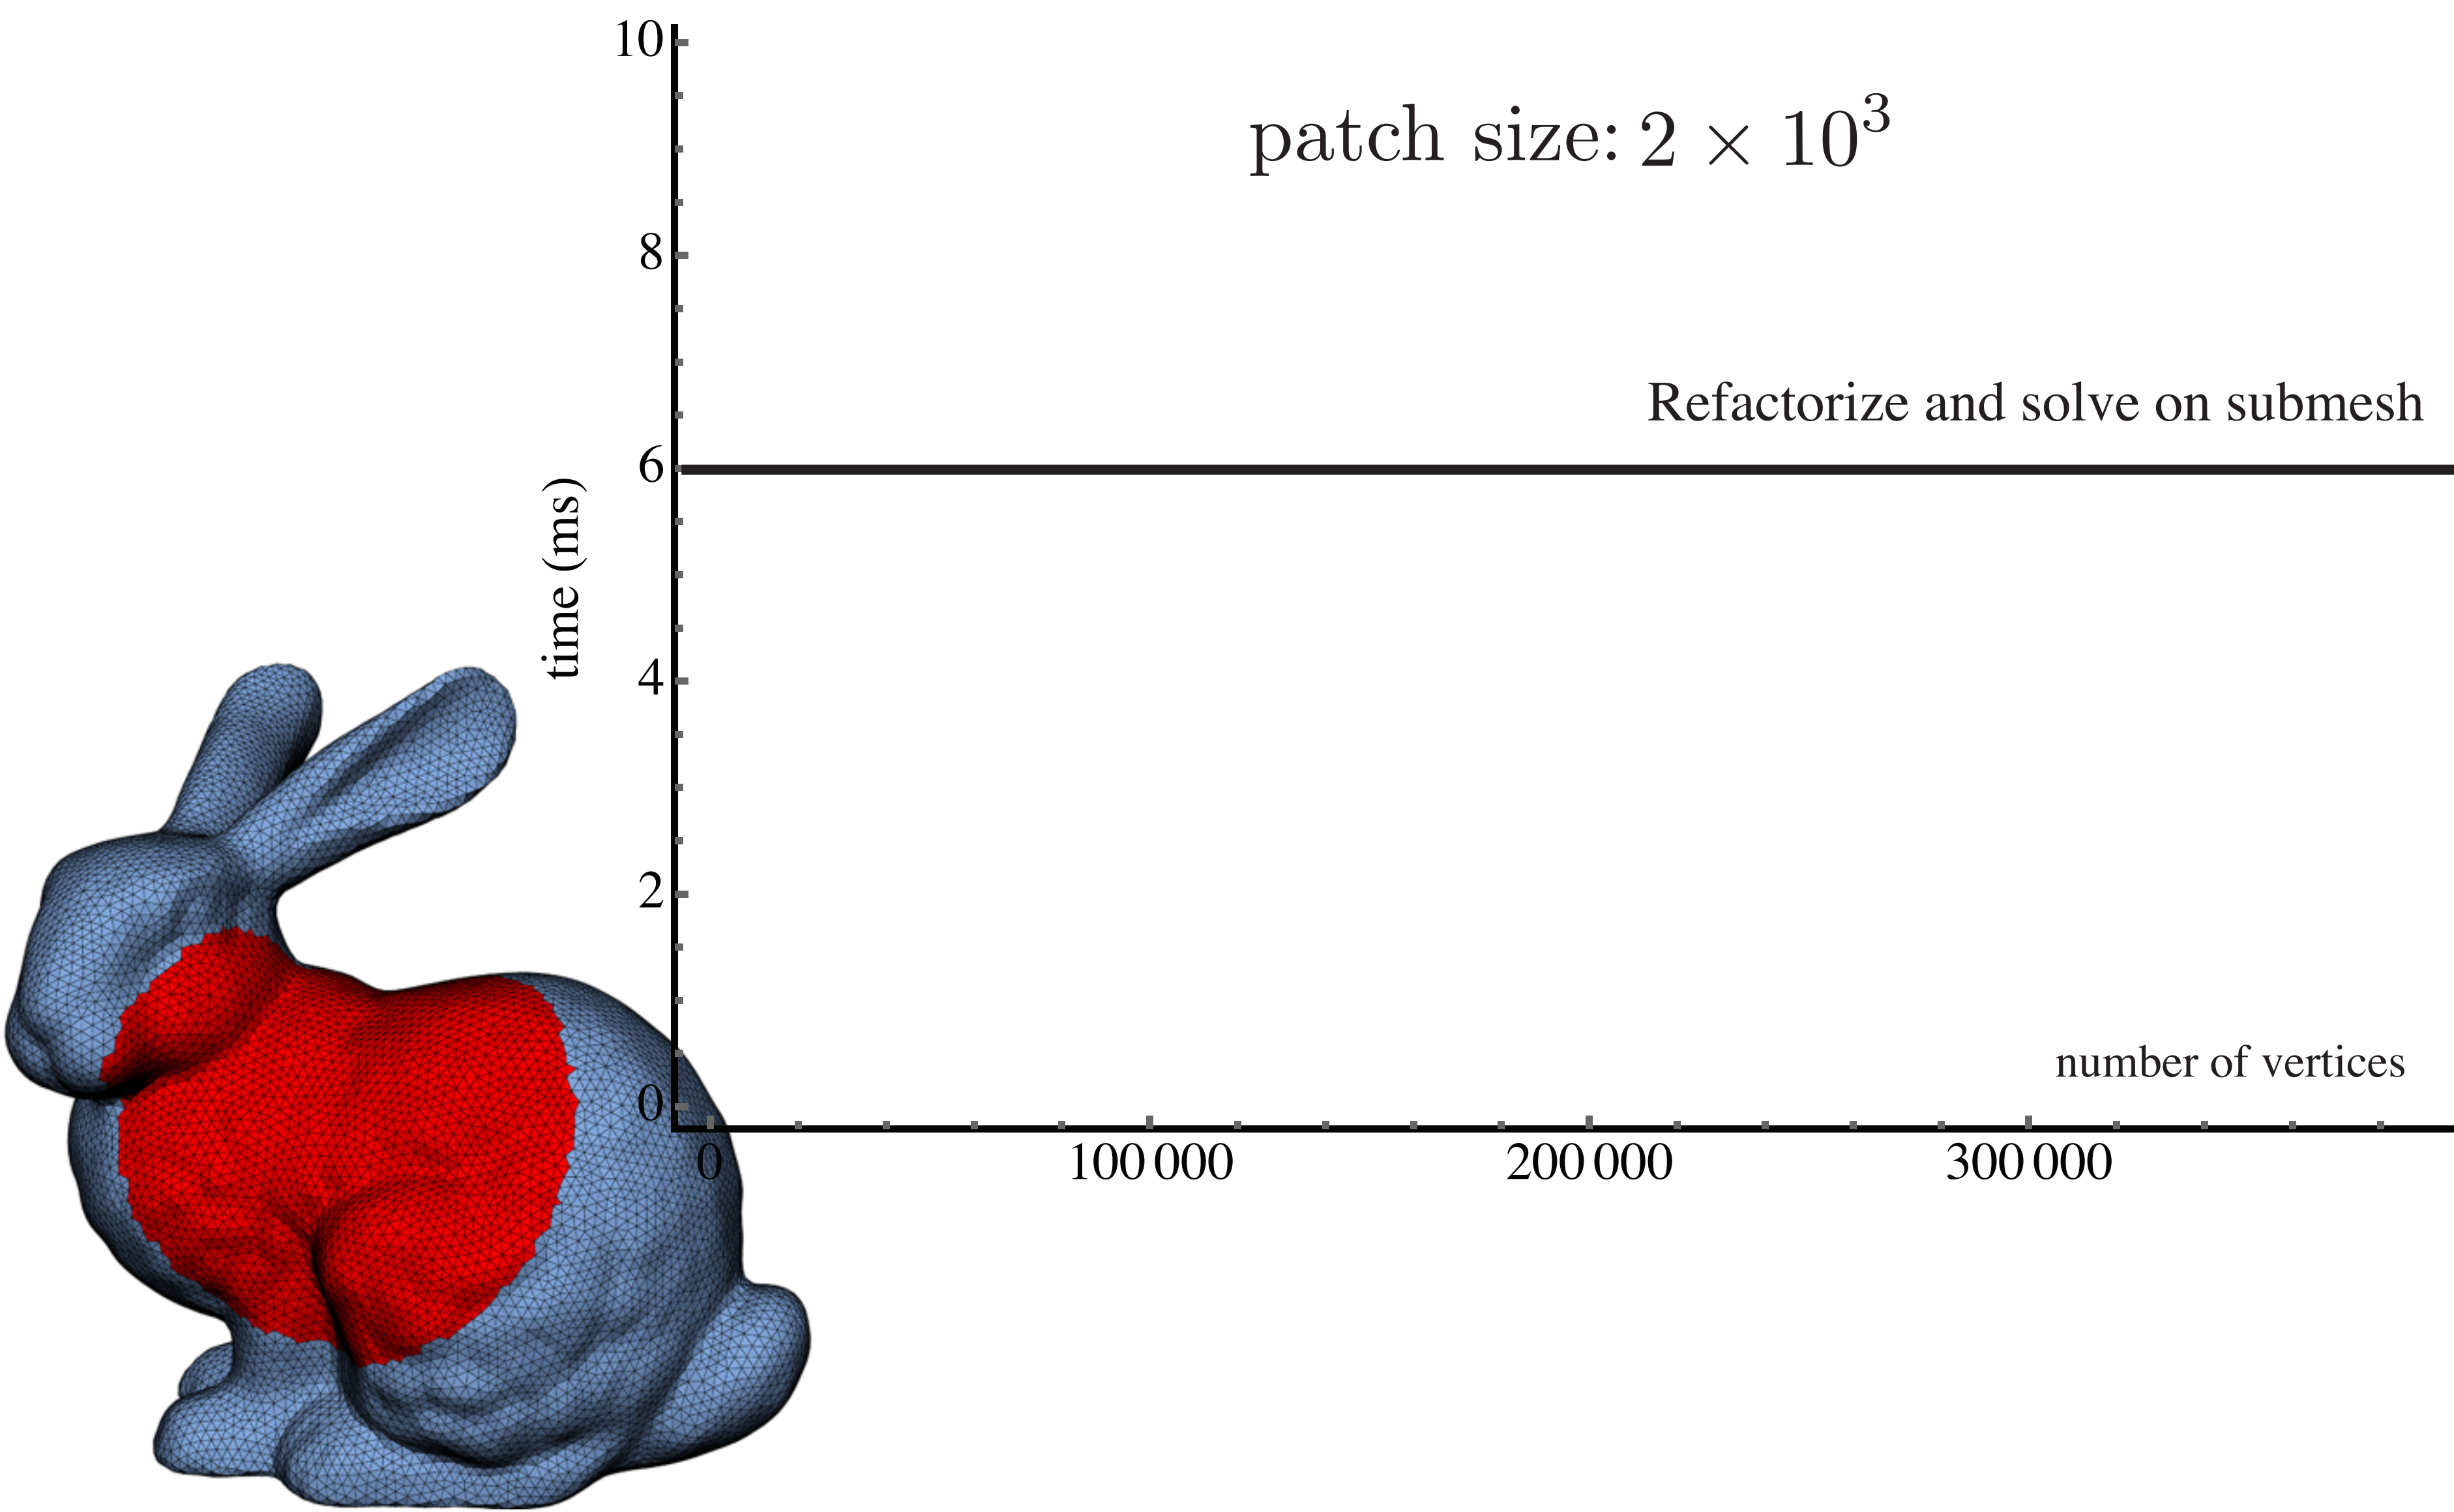 10
patch size: 2 × 10³
8
Refactorize and solve on submesh
6
time (ms)
4
2
number of vertices
0
0 100 000 200 000 300 000